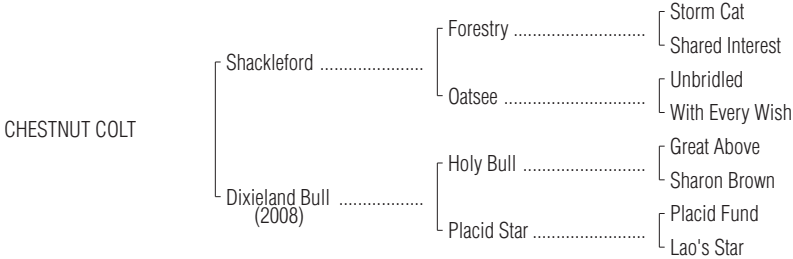 Storm Cat
Forestry ............................
Shared Interest
Shackleford ......................
Unbridled
Oatsee ..............................
With Every Wish
CHESTNUT COLT
Great Above
Holy Bull ..........................
Sharon Brown
Dixieland Bull ..................
(2008)
Placid Fund
Placid Star ........................
Lao's Star